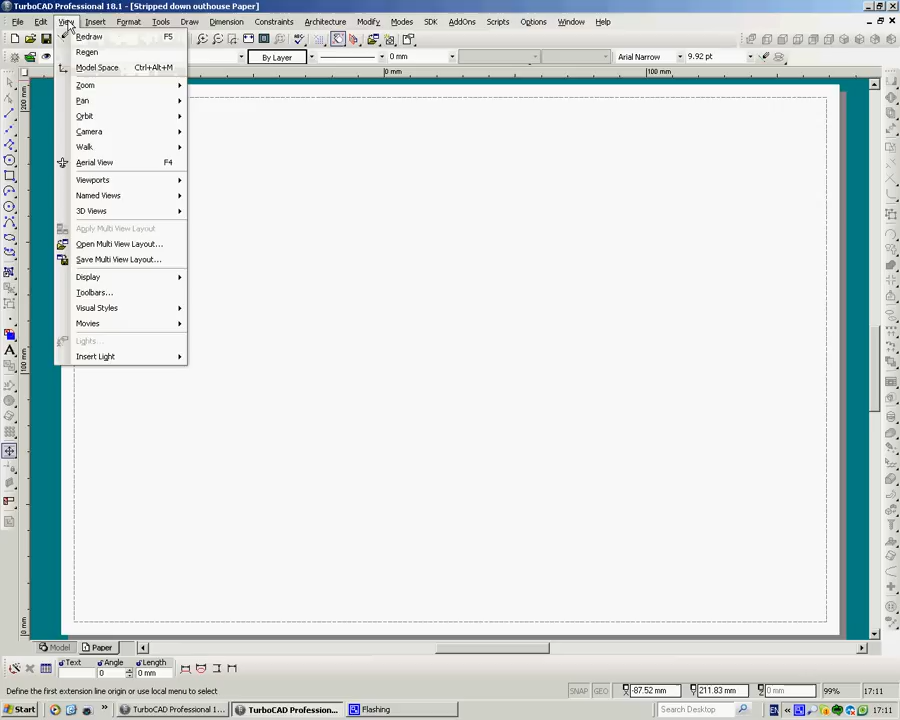 TurboCAD Professional 18.1 - [Stripped down outhouse Paper]
File Edit View Insert Format Tools Draw Dimension Constraints Architecture Modify Modes SDK AddOns Scripts Options Window Help
By Layer 0 mm Arial Narrow 9.92 pt
0 mm 100 mm
200 mm
100 mm
0 mm
Redraw F5
Regen
Model Space Ctrl+Alt+M
Zoom
Pan
Orbit
Camera
Walk
Aerial View F4
Viewports
Named Views
3D Views
Apply Multi View Layout
Open Multi View Layout...
Save Multi View Layout...
Display
Toolbars...
Visual Styles
Movies
Lights...
Insert Light
Model Paper
Text Angle Length
0 0 mm
Define the first extension line origin or use local menu to select
SNAP GEO X -87.52 mm Y 211.83 mm Z 0 mm 99% 17:11
Start TurboCAD Professional 1... TurboCAD Profession... Flashing Search Desktop EN 17:11